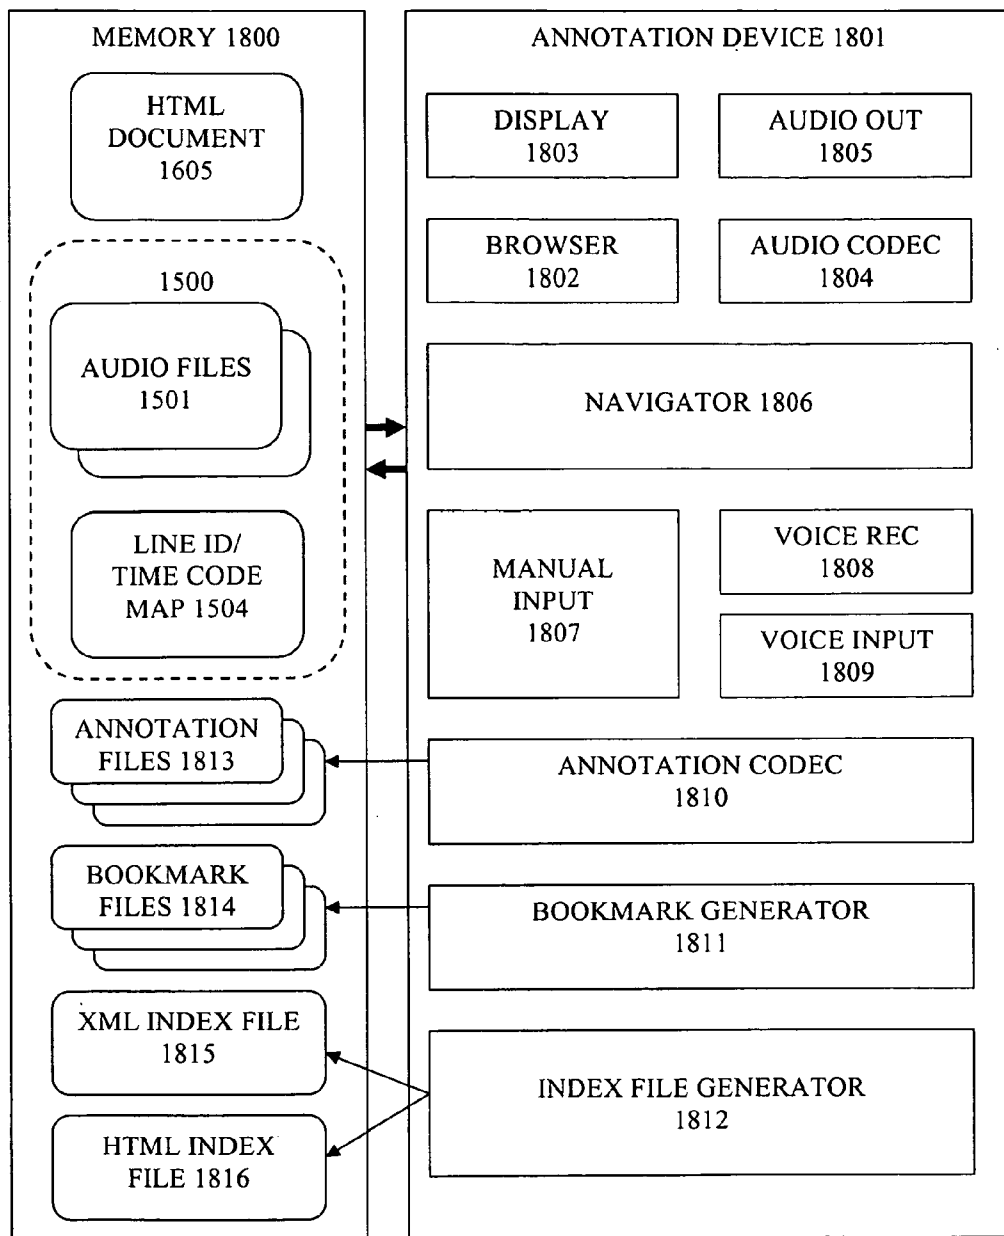 MEMORY 1800
HTML
DOCUMENT
1605
1500
AUDIO FILES
1501
LINE ID/
TIME CODE
MAP 1504
ANNOTATION
FILES 1813
BOOKMARK
FILES 1814
XML INDEX FILE
1815
HTML INDEX
FILE 1816
ANNOTATION DEVICE 1801
DISPLAY
1803
AUDIO OUT
1805
BROWSER
1802
AUDIO CODEC
1804
NAVIGATOR 1806
MANUAL
INPUT
1807
VOICE REC
1808
VOICE INPUT
1809
ANNOTATION CODEC
1810
BOOKMARK GENERATOR
1811
INDEX FILE GENERATOR
1812